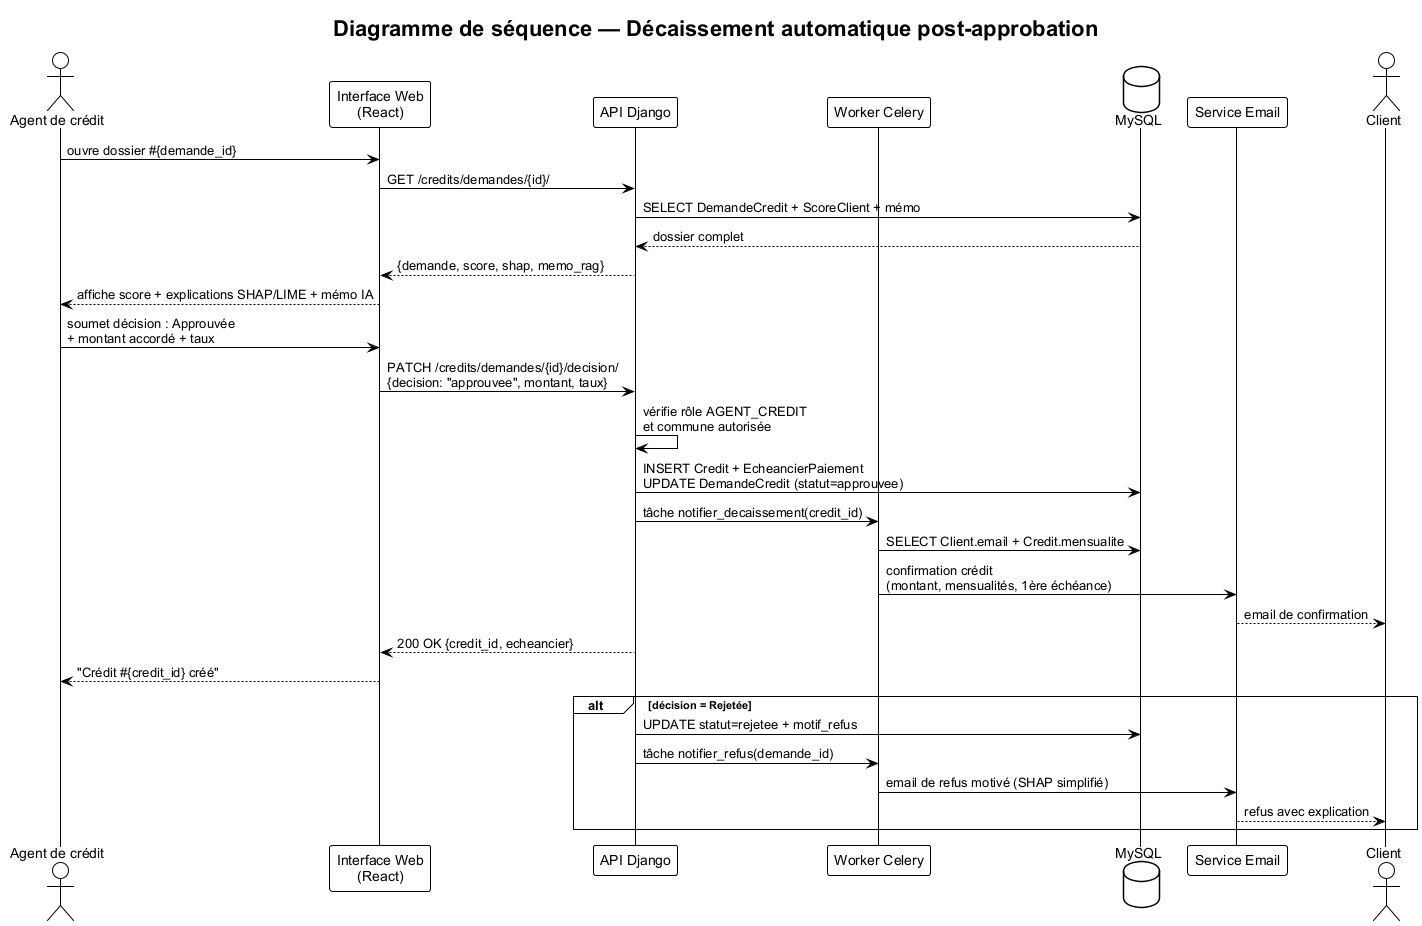 Diagramme de séquence — Décaissement automatique post-approbation
Agent de crédit
Interface Web
(React)
API Django
Worker Celery
MySQL
Service Email
Client
ouvre dossier #{demande_id}
GET /credits/demandes/{id}/
SELECT DemandeCredit + ScoreClient + mémo
dossier complet
{demande, score, shap, memo_rag}
affiche score + explications SHAP/LIME + mémo IA
soumet décision : Approuvée
+ montant accordé + taux
PATCH /credits/demandes/{id}/decision/
{decision: "approuvee", montant, taux}
vérifie rôle AGENT_CREDIT
et commune autorisée
INSERT Credit + EcheancierPaiement
UPDATE DemandeCredit (statut=approuvee)
tâche notifier_decaissement(credit_id)
SELECT Client.email + Credit.mensualite
confirmation crédit
(montant, mensualités, 1ère échéance)
email de confirmation
200 OK {credit_id, echeancier}
"Crédit #{credit_id} créé"
alt [décision = Rejetée]
UPDATE statut=rejetee + motif_refus
tâche notifier_refus(demande_id)
email de refus motivé (SHAP simplifié)
refus avec explication
Agent de crédit
Interface Web
(React)
API Django
Worker Celery
MySQL
Service Email
Client